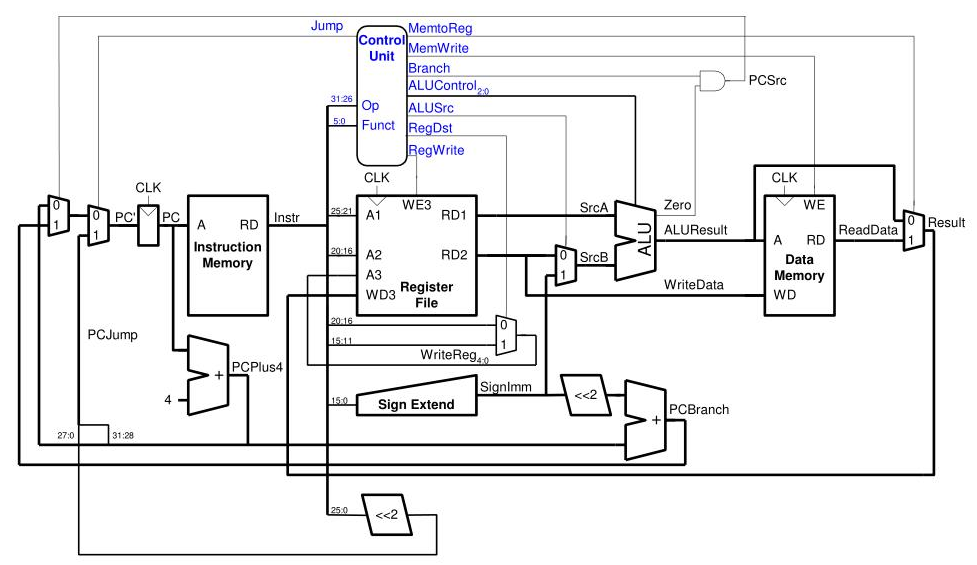 Jump
MemtoReg
Control
Unit
MemWrite
Branch
PCSrc
ALUControl2:0
31:26
Op
ALUSrc
5:0
Funct
RegDst
RegWrite
CLK
CLK
CLK
0
1
0
1
PC'
PC
A
RD
Instruction
Memory
Instr
25:21
A1
WE3
RD1
SrcA
Zero
ALU
ALUResult
WE
A
RD
Data
Memory
WD
ReadData
0
1
Result
20:16
A2
RD2
0
1
SrcB
A3
WD3
Register
File
WriteData
20:16
0
15:11
1
WriteReg4:0
PCJump
+
PCPlus4
4
SignImm
15:0
Sign Extend
<<2
+
PCBranch
27:0
31:28
25:0
<<2